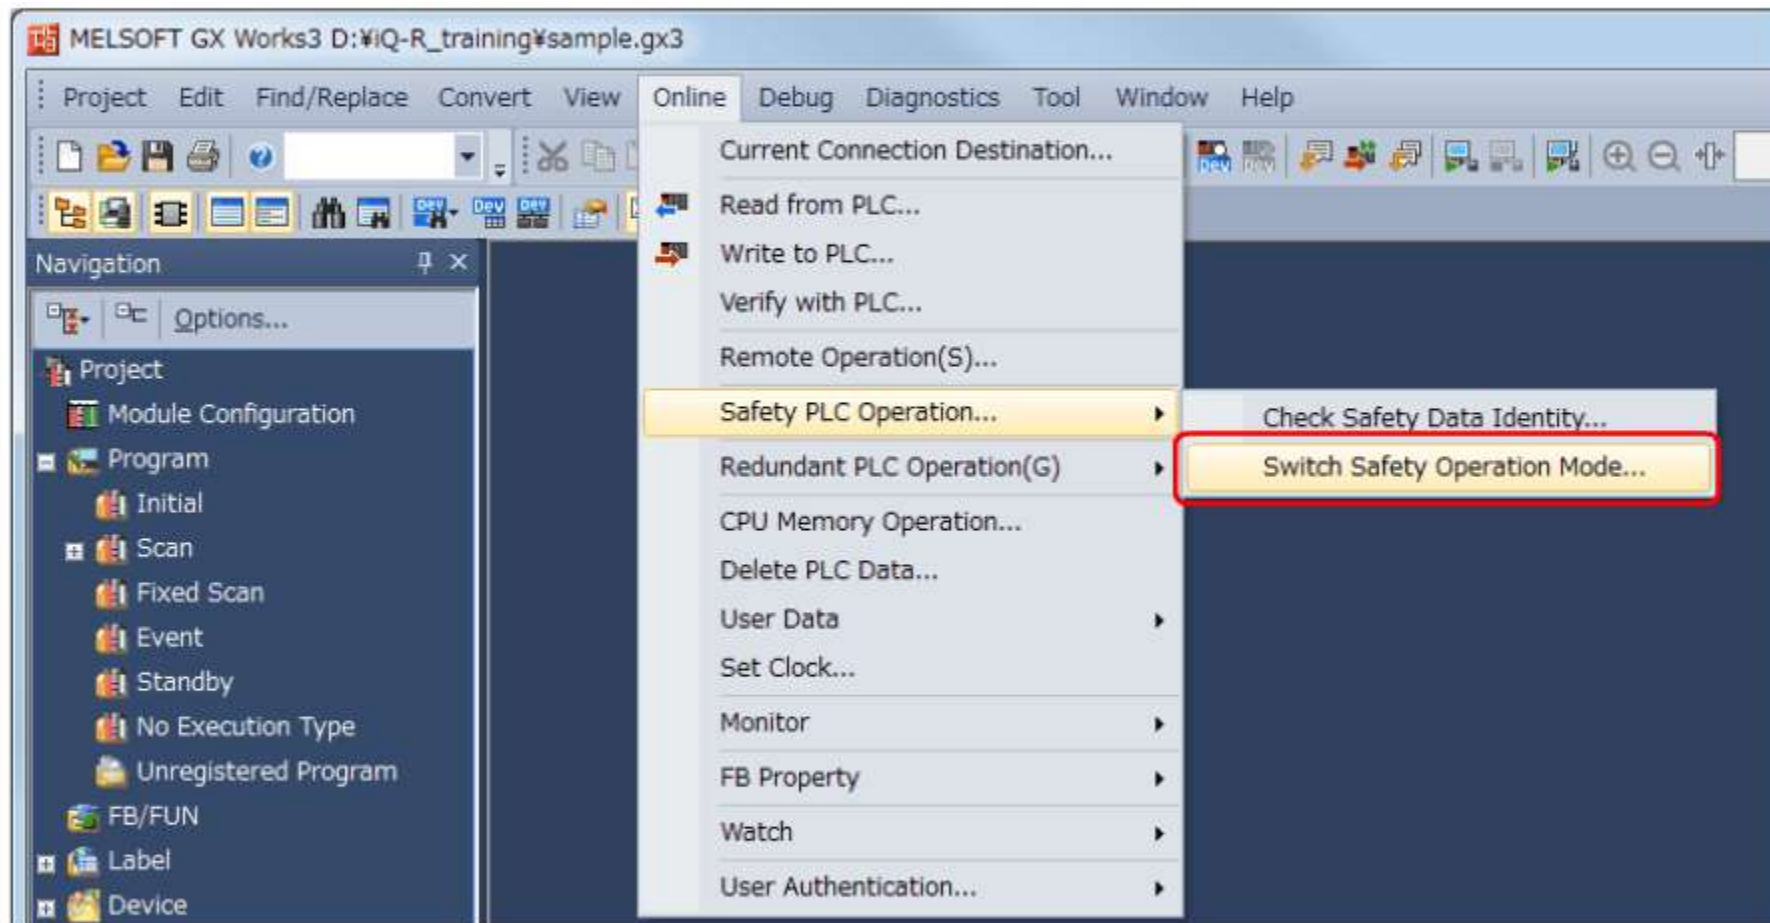 MELSOFT GX Works3 D:¥iQ-R_training¥sample.gx3
Project Edit Find/Replace Convert View Online Debug Diagnostics Tool Window Help
Navigation
Options...
Project
Module Configuration
Program
Initial
Scan
Fixed Scan
Event
Standby
No Execution Type
Unregistered Program
FB/FUN
Label
Device
Current Connection Destination...
Read from PLC...
Write to PLC...
Verify with PLC...
Remote Operation(S)...
Safety PLC Operation...
Redundant PLC Operation(G)
CPU Memory Operation...
Delete PLC Data...
User Data
Set Clock...
Monitor
FB Property
Watch
User Authentication...
Check Safety Data Identity...
Switch Safety Operation Mode...